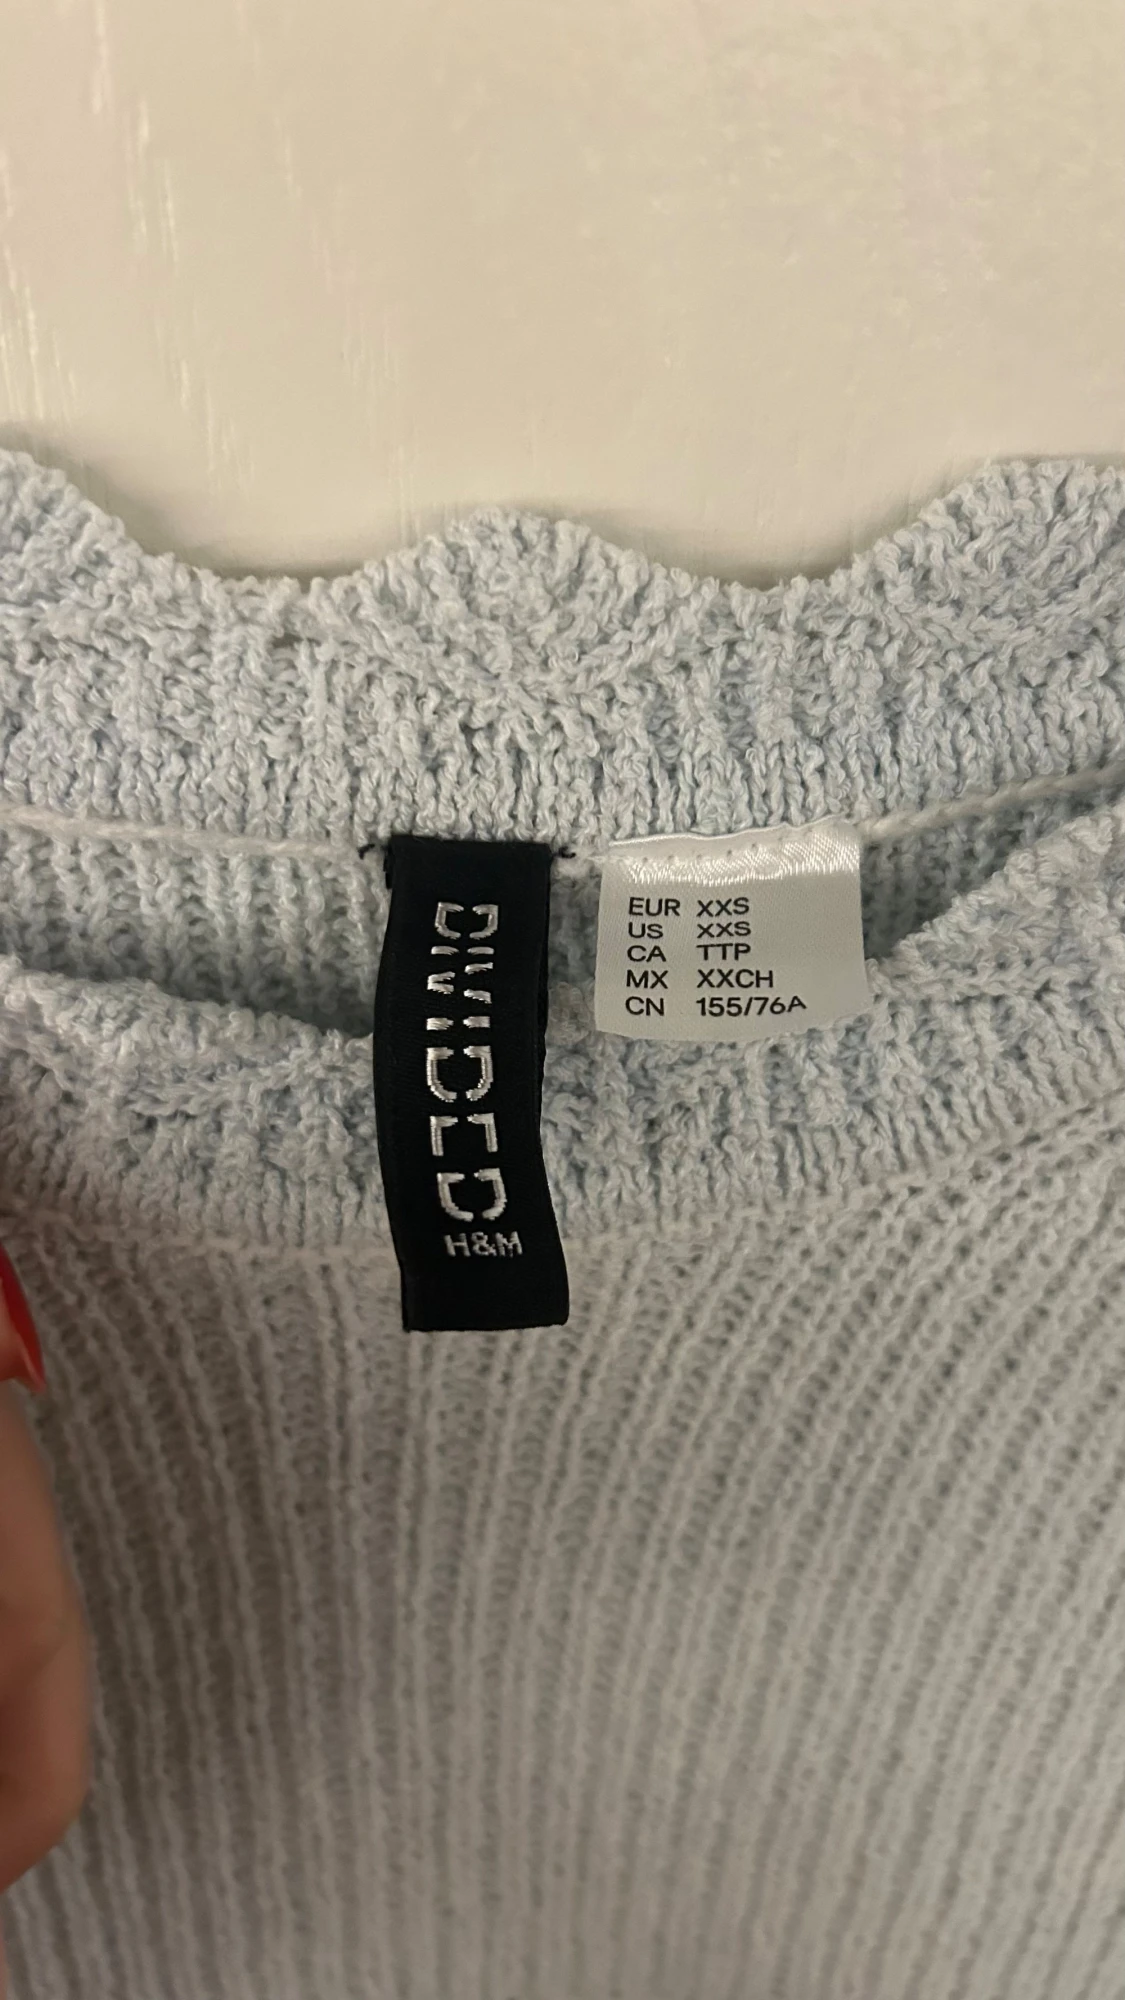 DIVIDED
H&M
EUR XXS
US XXS
CA TTP
MX XXCH
CN 155/76A